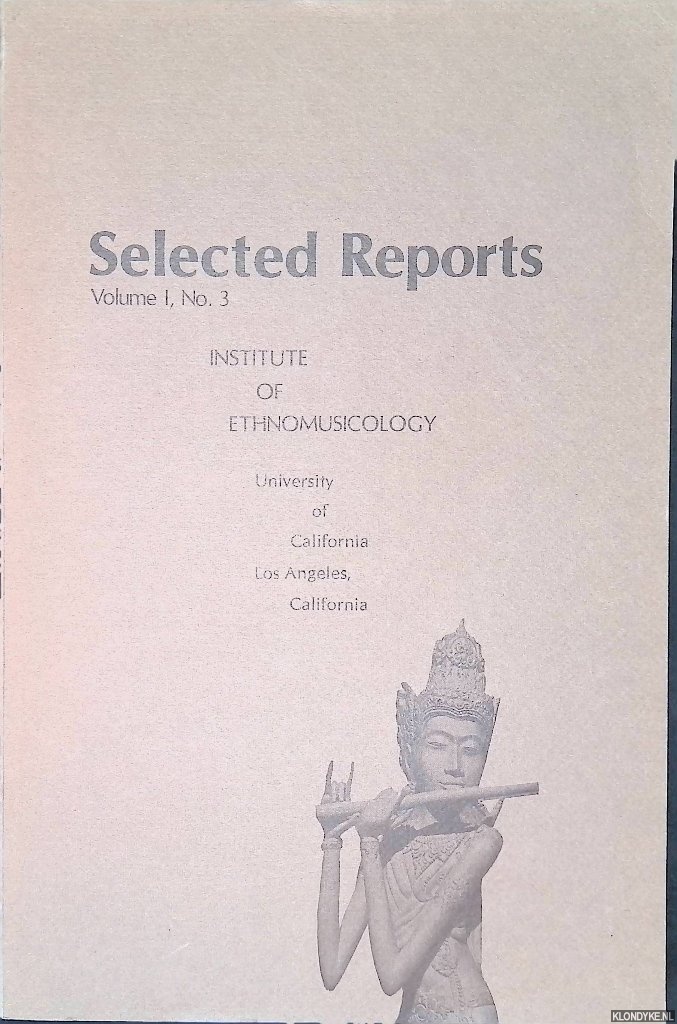 Selected Reports
Volume I, No. 3
INSTITUTE
OF
ETHNOMUSICOLOGY
University
of
California
Los Angeles,
California
KLONDYKE.NL